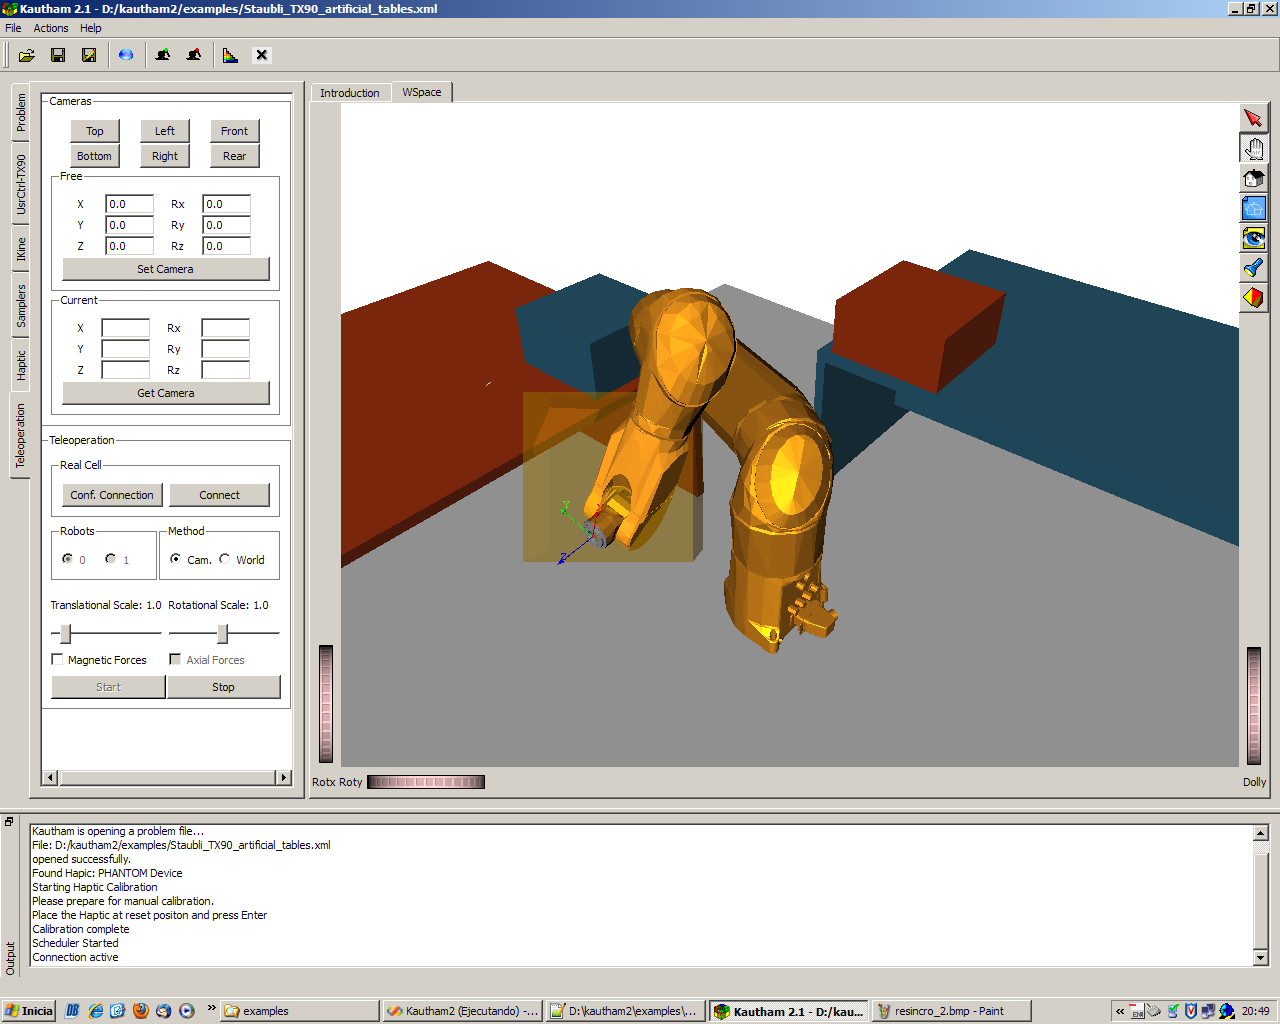 Kautham 2.1 - D:/kautham2/examples/Staubli_TX90_artificial_tables.xml
File Actions Help
Problem
UsrCtrl-TX90
IKine
Samplers
Haptic
Teleoperation
Cameras
Top Left Front
Bottom Right Rear
Free
X 0.0 Rx 0.0
Y 0.0 Ry 0.0
Z 0.0 Rz 0.0
Set Camera
Current
X Rx
Y Ry
Z Rz
Get Camera
Teleoperation
Real Cell
Conf. Connection Connect
Robots Method
0 1 Cam. World
Translational Scale: 1.0 Rotational Scale: 1.0
Magnetic Forces Axial Forces
Start Stop
Introduction WSpace
Y
X
Z
Rotx Roty Dolly
Output
Kautham is opening a problem file...
File: D:/kautham2/examples/Staubli_TX90_artificial_tables.xml
opened successfully.
Found Hapic: PHANTOM Device
Starting Haptic Calibration
Please prepare for manual calibration.
Place the Haptic at reset positon and press Enter
Calibration complete
Scheduler Started
Connection active
Inicia DB » examples Kautham2 (Ejecutando) -... D:\kautham2\examples\... Kautham 2.1 - D:/kau... resincro_2.bmp - Paint « EN 20:49